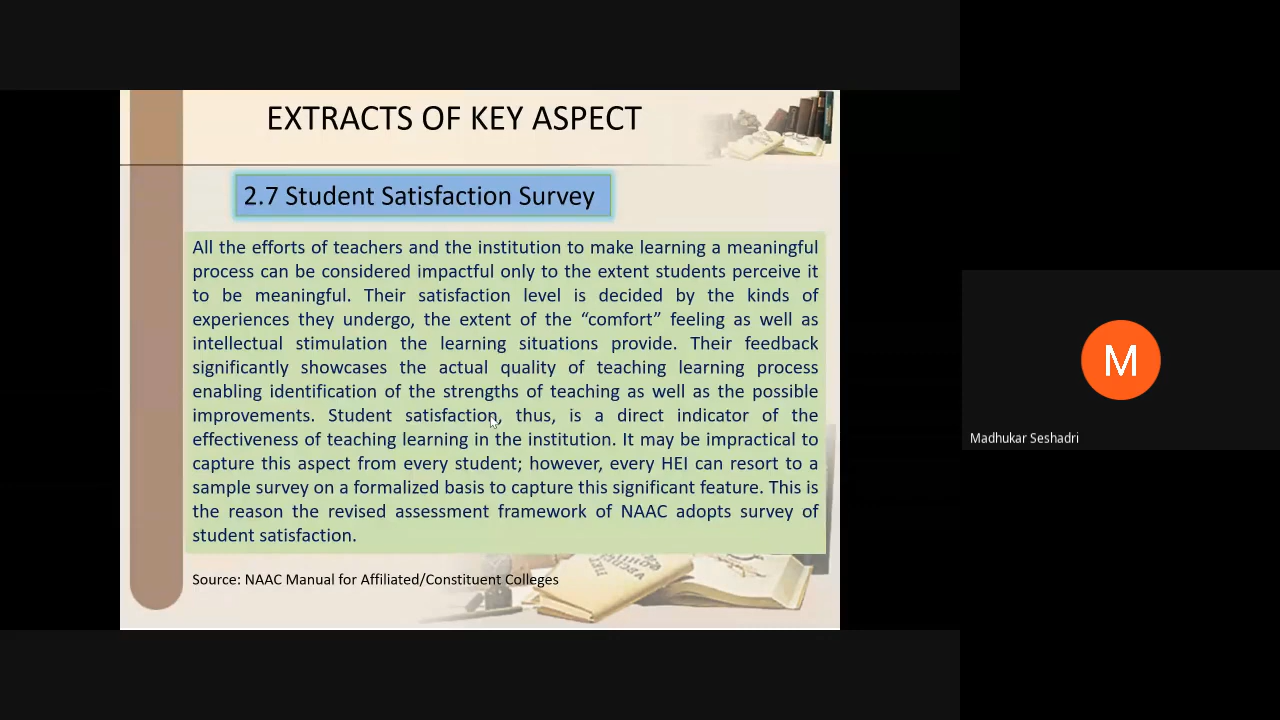 EXTRACTS OF KEY ASPECT
2.7 Student Satisfaction Survey
All the efforts of teachers and the institution to make learning a meaningful
process can be considered impactful only to the extent students perceive it
to be meaningful. Their satisfaction level is decided by the kinds of
experiences they undergo, the extent of the “comfort” feeling as well as
intellectual stimulation the learning situations provide. Their feedback
significantly showcases the actual quality of teaching learning process
enabling identification of the strengths of teaching as well as the possible
improvements. Student satisfaction, thus, is a direct indicator of the
effectiveness of teaching learning in the institution. It may be impractical to
capture this aspect from every student; however, every HEI can resort to a
sample survey on a formalized basis to capture this significant feature. This is
the reason the revised assessment framework of NAAC adopts survey of
student satisfaction.
Source: NAAC Manual for Affiliated/Constituent Colleges
M
Madhukar Seshadri